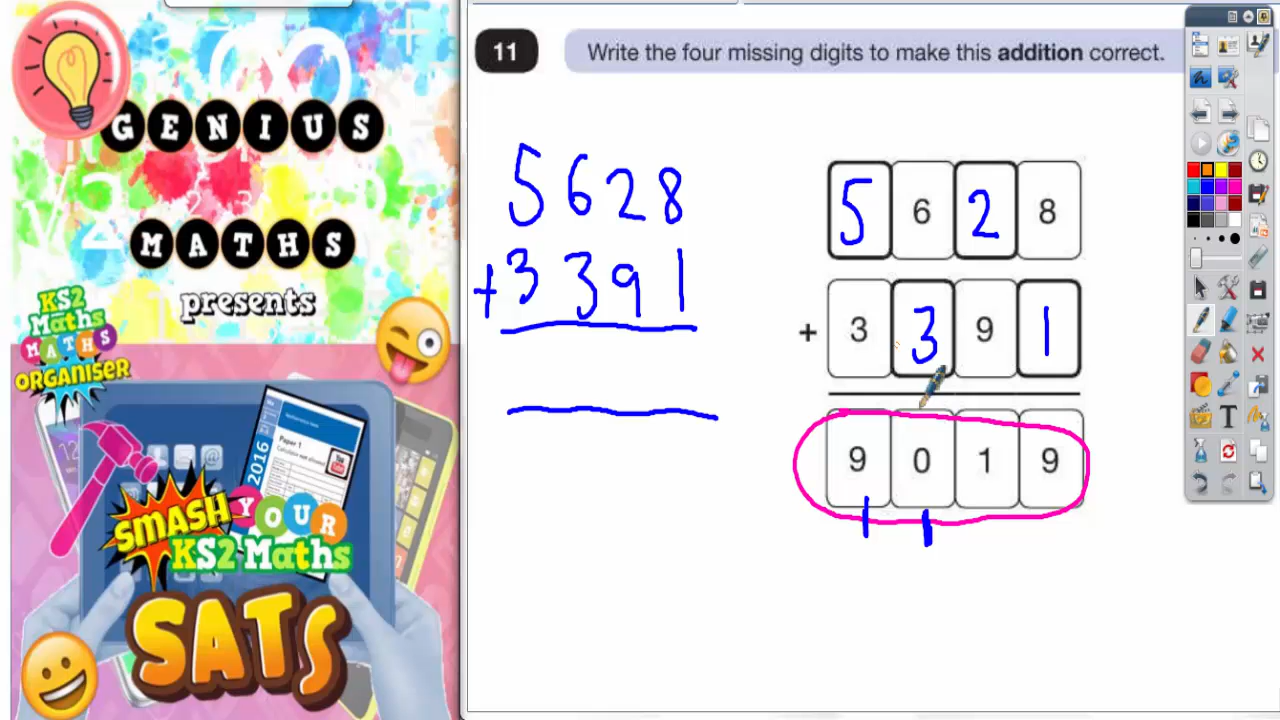 GENIUS
MATHS
presents
KS2
Maths
MATHS
ORGANISER
2016
Paper 1
You
Tube
SMASH YOUR
KS2 Maths
SATS
11 Write the four missing digits to make this addition correct.
5628
+3391
5 6 2 8
+ 3 3 9 1
9 0 1 9
1 1
T